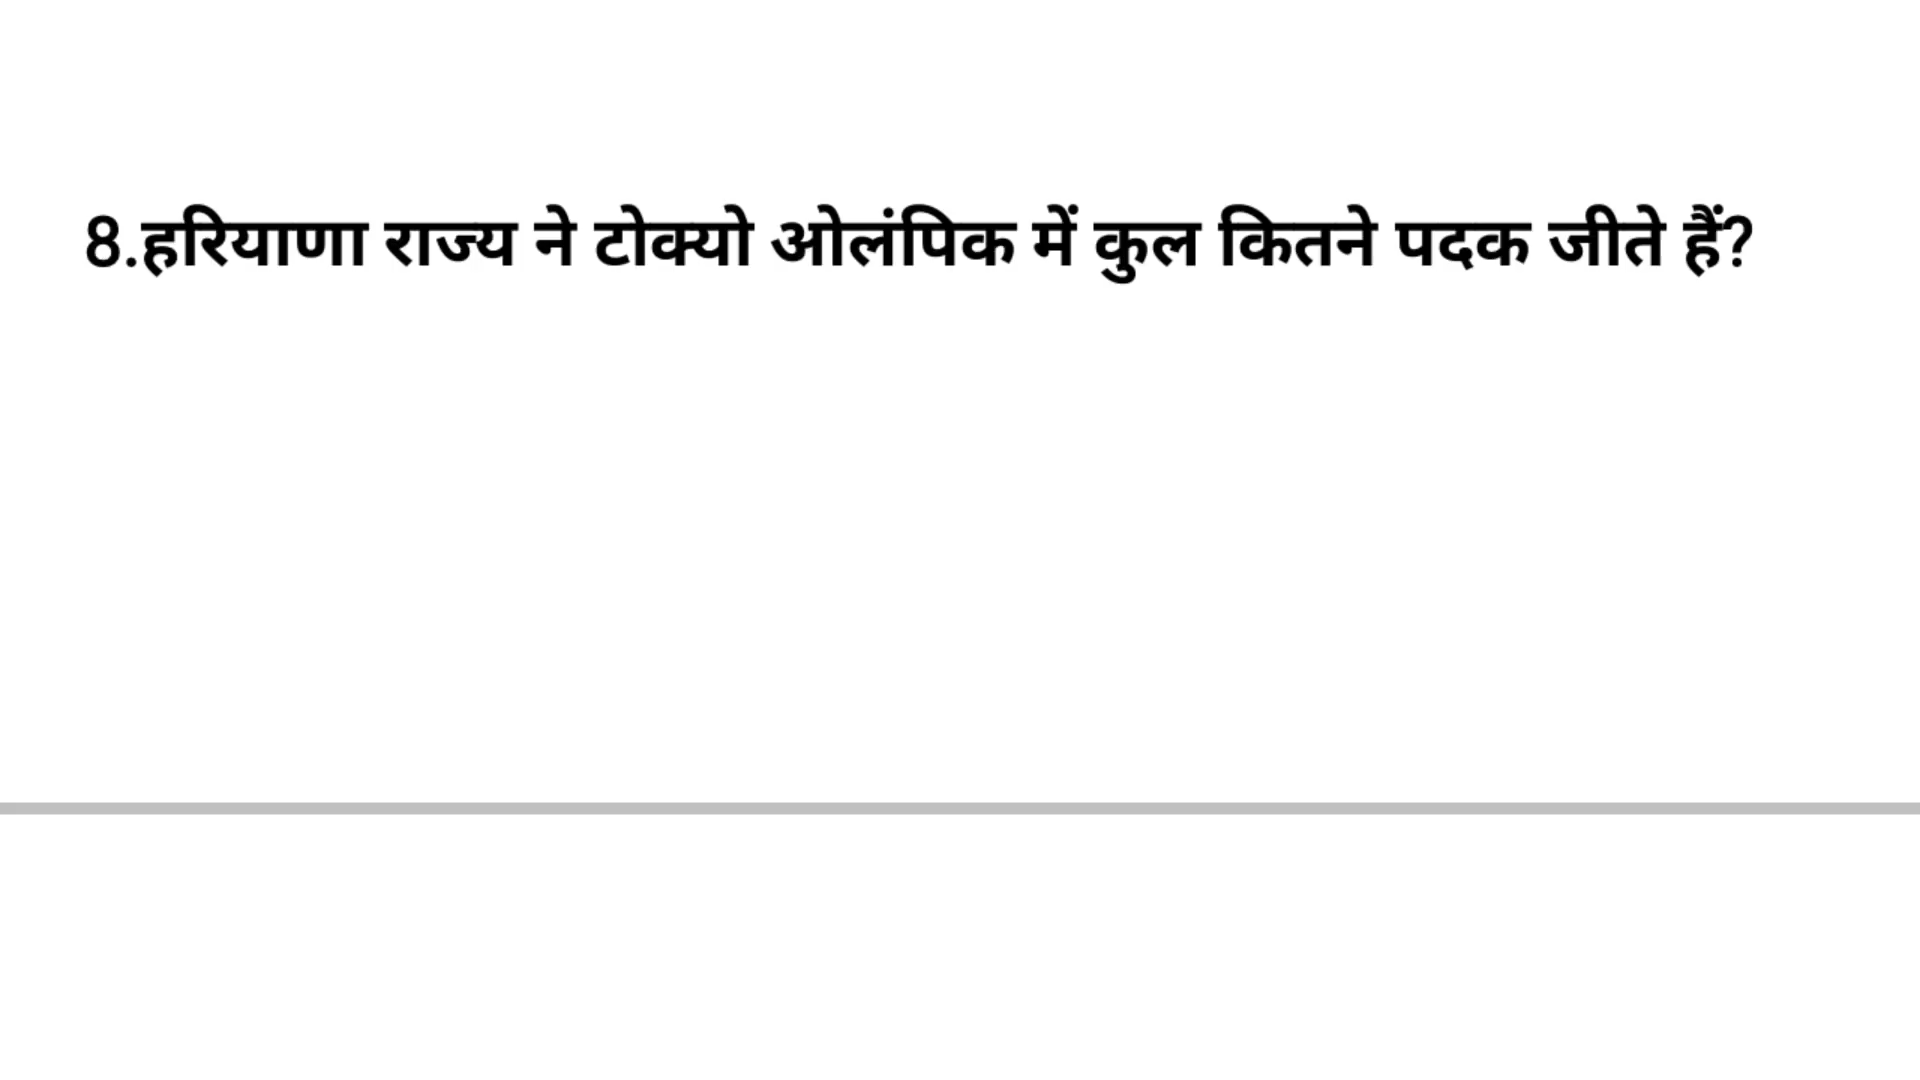 8.हरियाणा राज्य ने टोक्यो ओलंपिक में कुल कितने पदक जीते हैं?